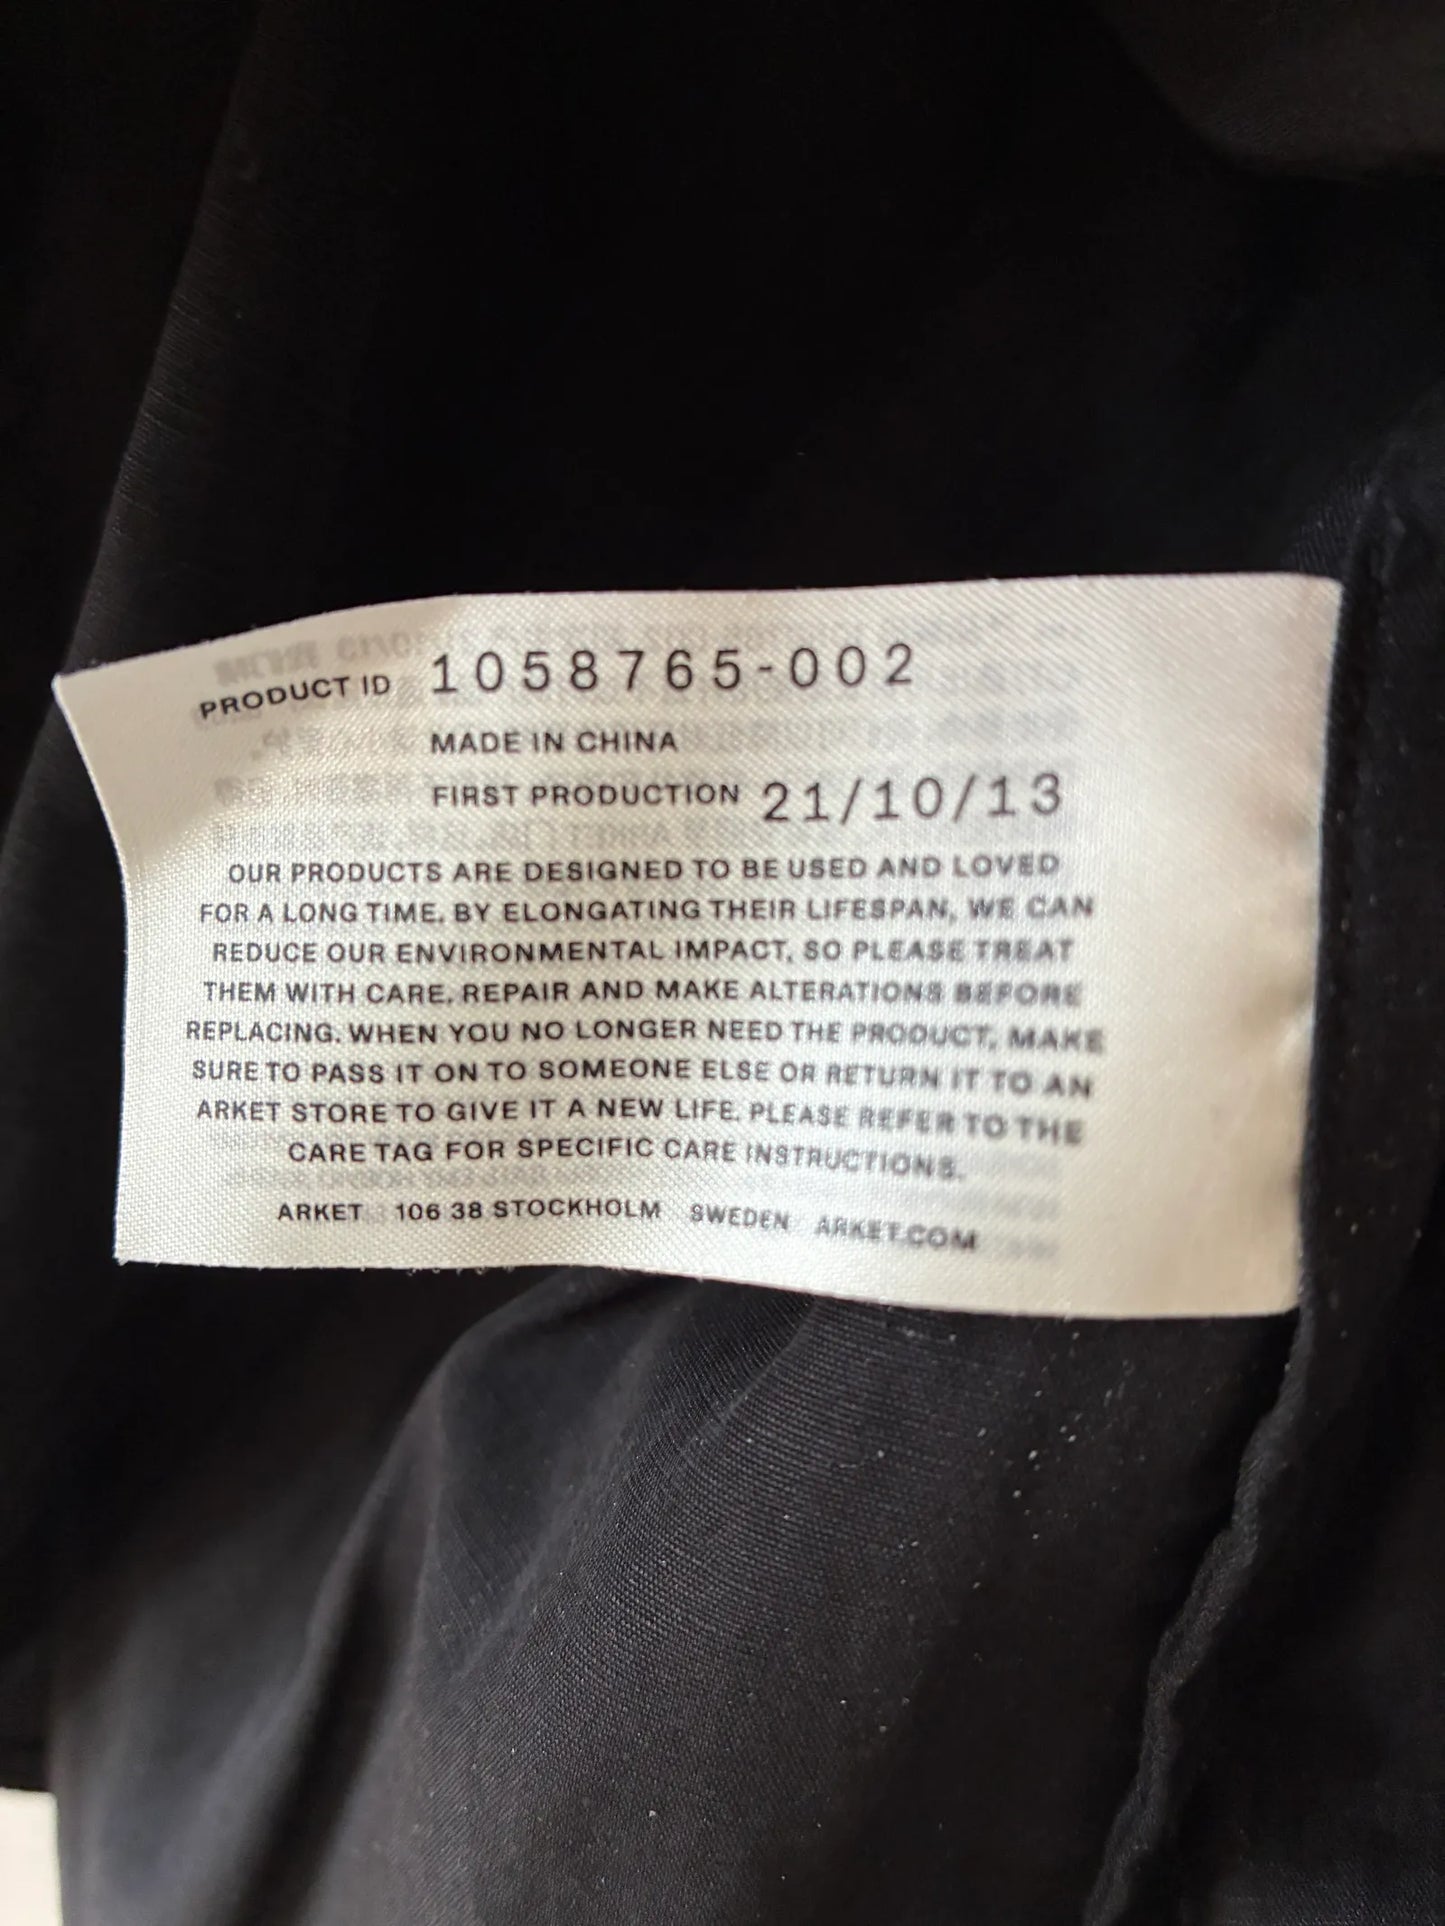 PRODUCT ID 1058765-002
MADE IN CHINA
FIRST PRODUCTION 21/10/13
OUR PRODUCTS ARE DESIGNED TO BE USED AND LOVED
FOR A LONG TIME. BY ELONGATING THEIR LIFESPAN, WE CAN
REDUCE OUR ENVIRONMENTAL IMPACT, SO PLEASE TREAT
THEM WITH CARE, REPAIR AND MAKE ALTERATIONS BEFORE
REPLACING. WHEN YOU NO LONGER NEED THE PRODUCT, MAKE
SURE TO PASS IT ON TO SOMEONE ELSE OR RETURN IT TO AN
ARKET STORE TO GIVE IT A NEW LIFE. PLEASE REFER TO THE
CARE TAG FOR SPECIFIC CARE INSTRUCTIONS.
ARKET 106 38 STOCKHOLM SWEDEN ARKET.COM